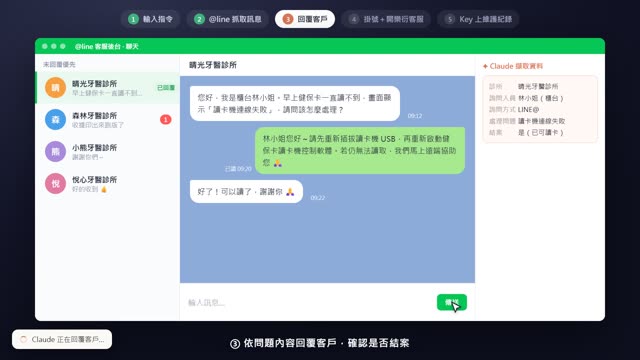 1 輸入指令
2 @line 抓取訊息
3 回覆客戶
4 掛號＋開樂衍客服
5 Key 上維護紀錄
@line 客服後台 - 聊天
未回覆優先
晴
晴光牙醫診所
早上健保卡一直讀不到...
已回覆
森
森林牙醫診所
1
熊
小熊牙醫診所
謝謝你們～
悅
悅心牙醫診所
好的收到 👍
晴光牙醫診所
您好，我是櫃台林小姐。早上健保卡一直讀不到，畫面顯
示「讀卡機連線失敗」，請問該怎麼處理？
09:12
林小姐您好～請先重新插拔讀卡機 USB，再重新啟動健
保卡讀卡機控制軟體。若仍無法讀取，我們馬上遠端協助
您 🙏
已讀 09:20
好了！可以讀了，謝謝你 🙏
09:22
輸入訊息...
Claude 擷取資料
診所 晴光牙醫診所
詢問人員 林小姐（櫃台）
詢問方式 LINE@
處理問題 讀卡機連線失敗
結案 是（已可讀卡）
Claude 正在回覆客戶...
③ 依問題內容回覆客戶，確認是否結案